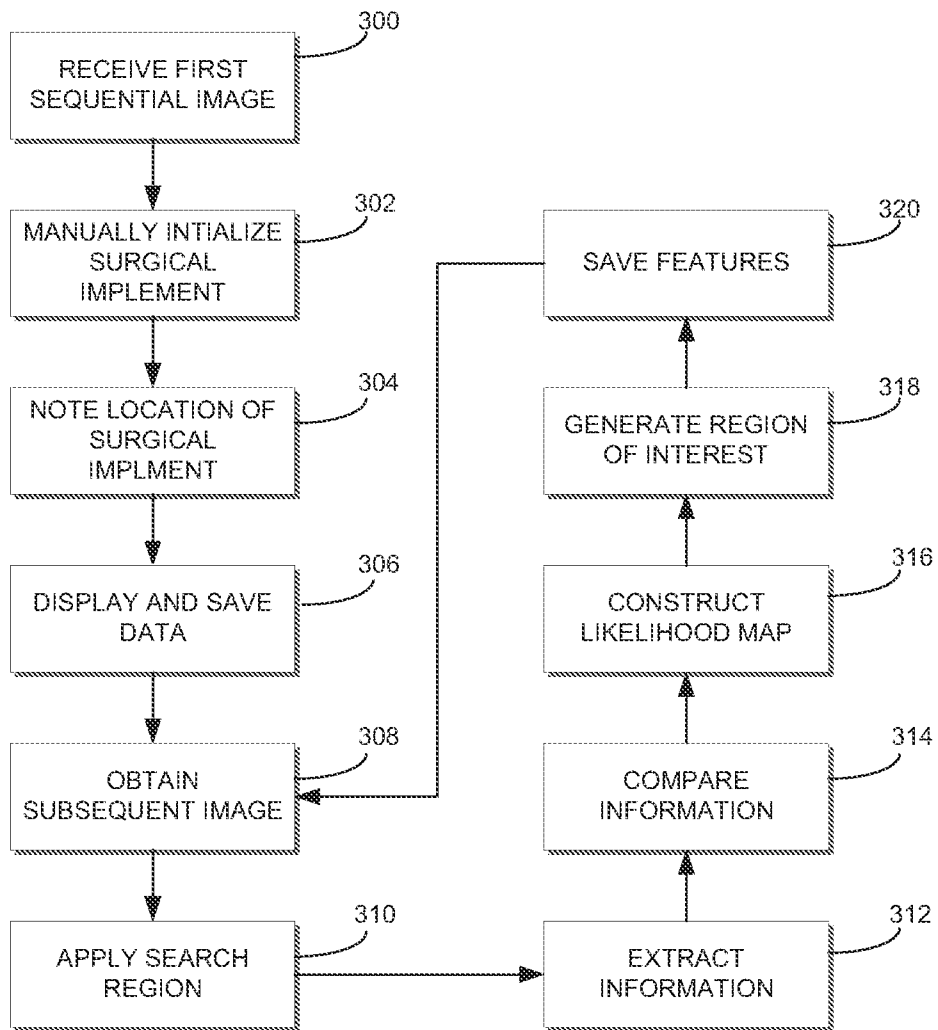 300
RECEIVE FIRST
SEQUENTIAL IMAGE
302
MANUALLY INTIALIZE
SURGICAL
IMPLEMENT
304
NOTE LOCATION OF
SURGICAL
IMPLMENT
306
DISPLAY AND SAVE
DATA
308
OBTAIN
SUBSEQUENT IMAGE
310
APPLY SEARCH
REGION
312
EXTRACT
INFORMATION
314
COMPARE
INFORMATION
316
CONSTRUCT
LIKELIHOOD MAP
318
GENERATE REGION
OF INTEREST
320
SAVE FEATURES